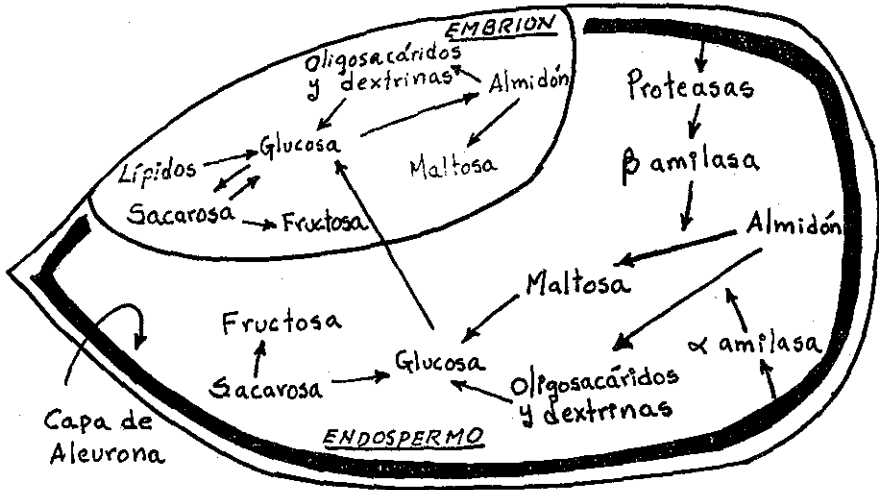 EMBRION
Oligosacáridos
y dextrinas
Almidón
Glucosa
Lípidos
Maltosa
Sacarosa
Fructosa
Proteasas
β amilasa
Almidón
Maltosa
Fructosa
Glucosa
α amilasa
Sacarosa
Oligosacáridos
y dextrinas
Capa de
Aleurona
ENDOSPERMO